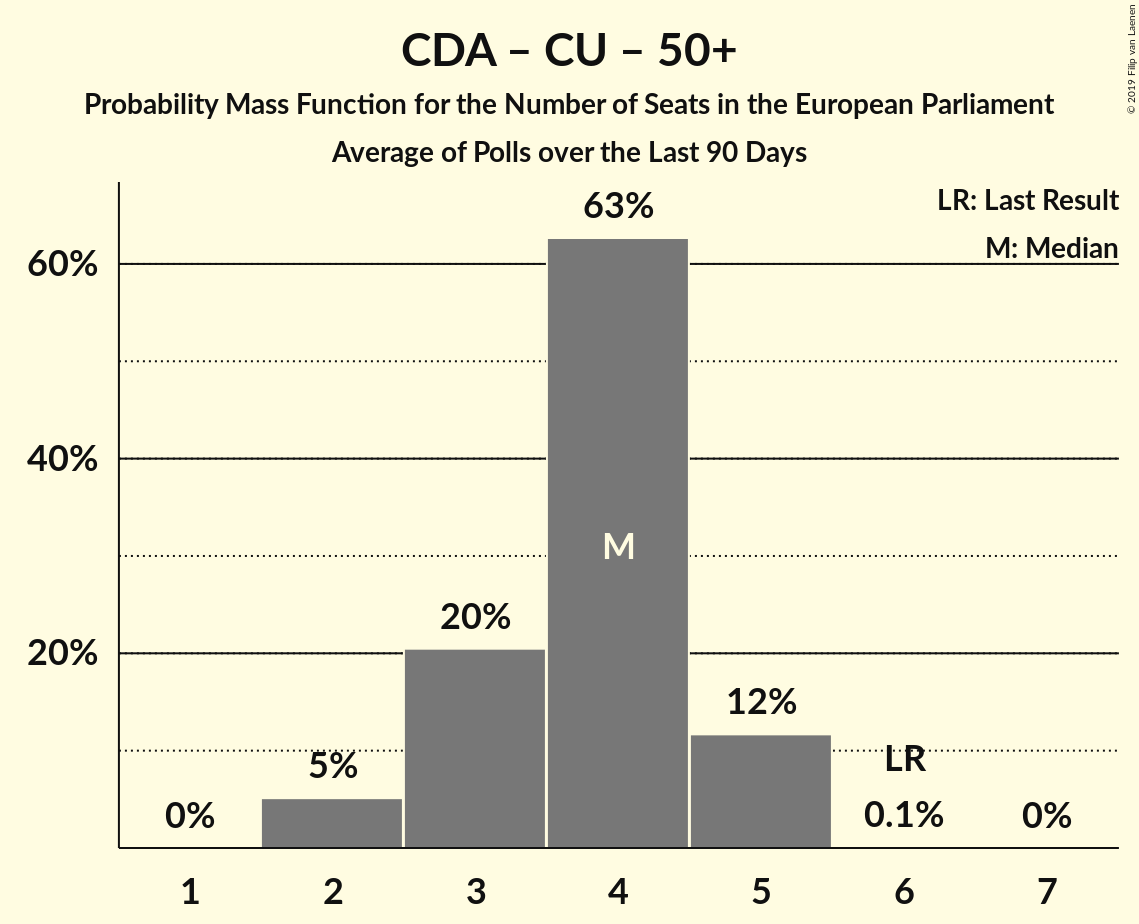 CDA – CU – 50+
Probability Mass Function for the Number of Seats in the European Parliament
Average of Polls over the Last 90 Days
© 2019 Filip van Laenen
LR: Last Result
M: Median
60%
40%
20%
0%
5%
20%
63%
M
12%
LR
0.1%
0%
1 2 3 4 5 6 7